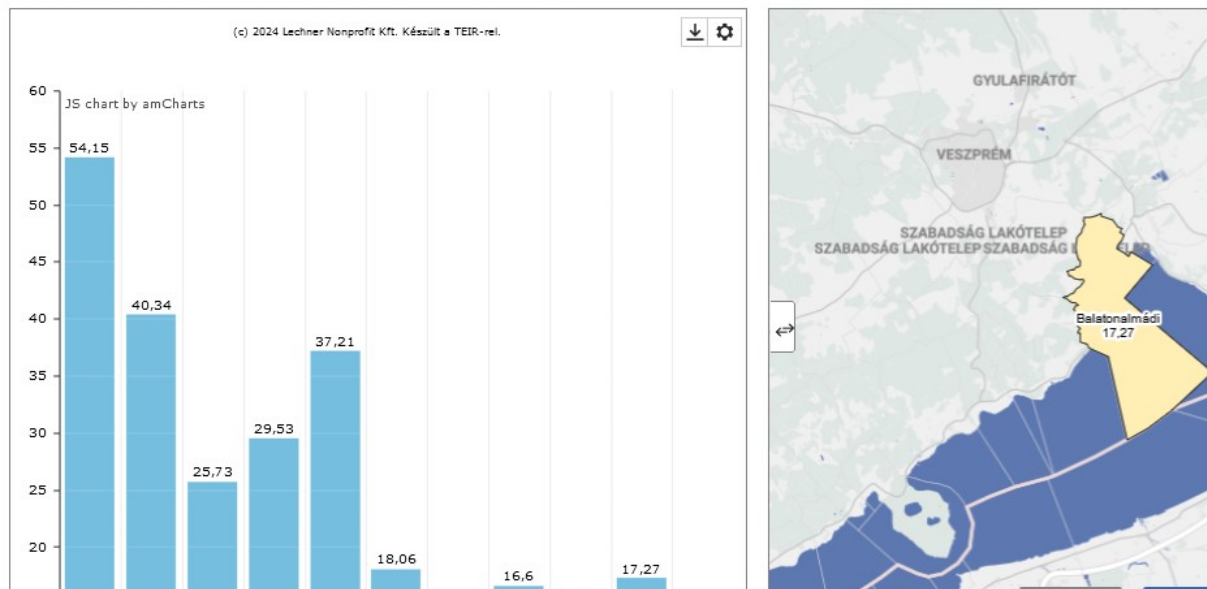 (c) 2024 Lechner Nonprofit Kft. Készült a TEIR-rel.
JS chart by amCharts
60
55
50
45
40
35
30
25
20
54,15
40,34
25,73
29,53
37,21
18,06
16,6
17,27
GYULAFIRÁTÓT
VESZPRÉM
SZABADSÁG LAKÓTELEP
SZABADSÁG LAKÓTELEP SZABADSÁG
Balatonalmádi
17,27